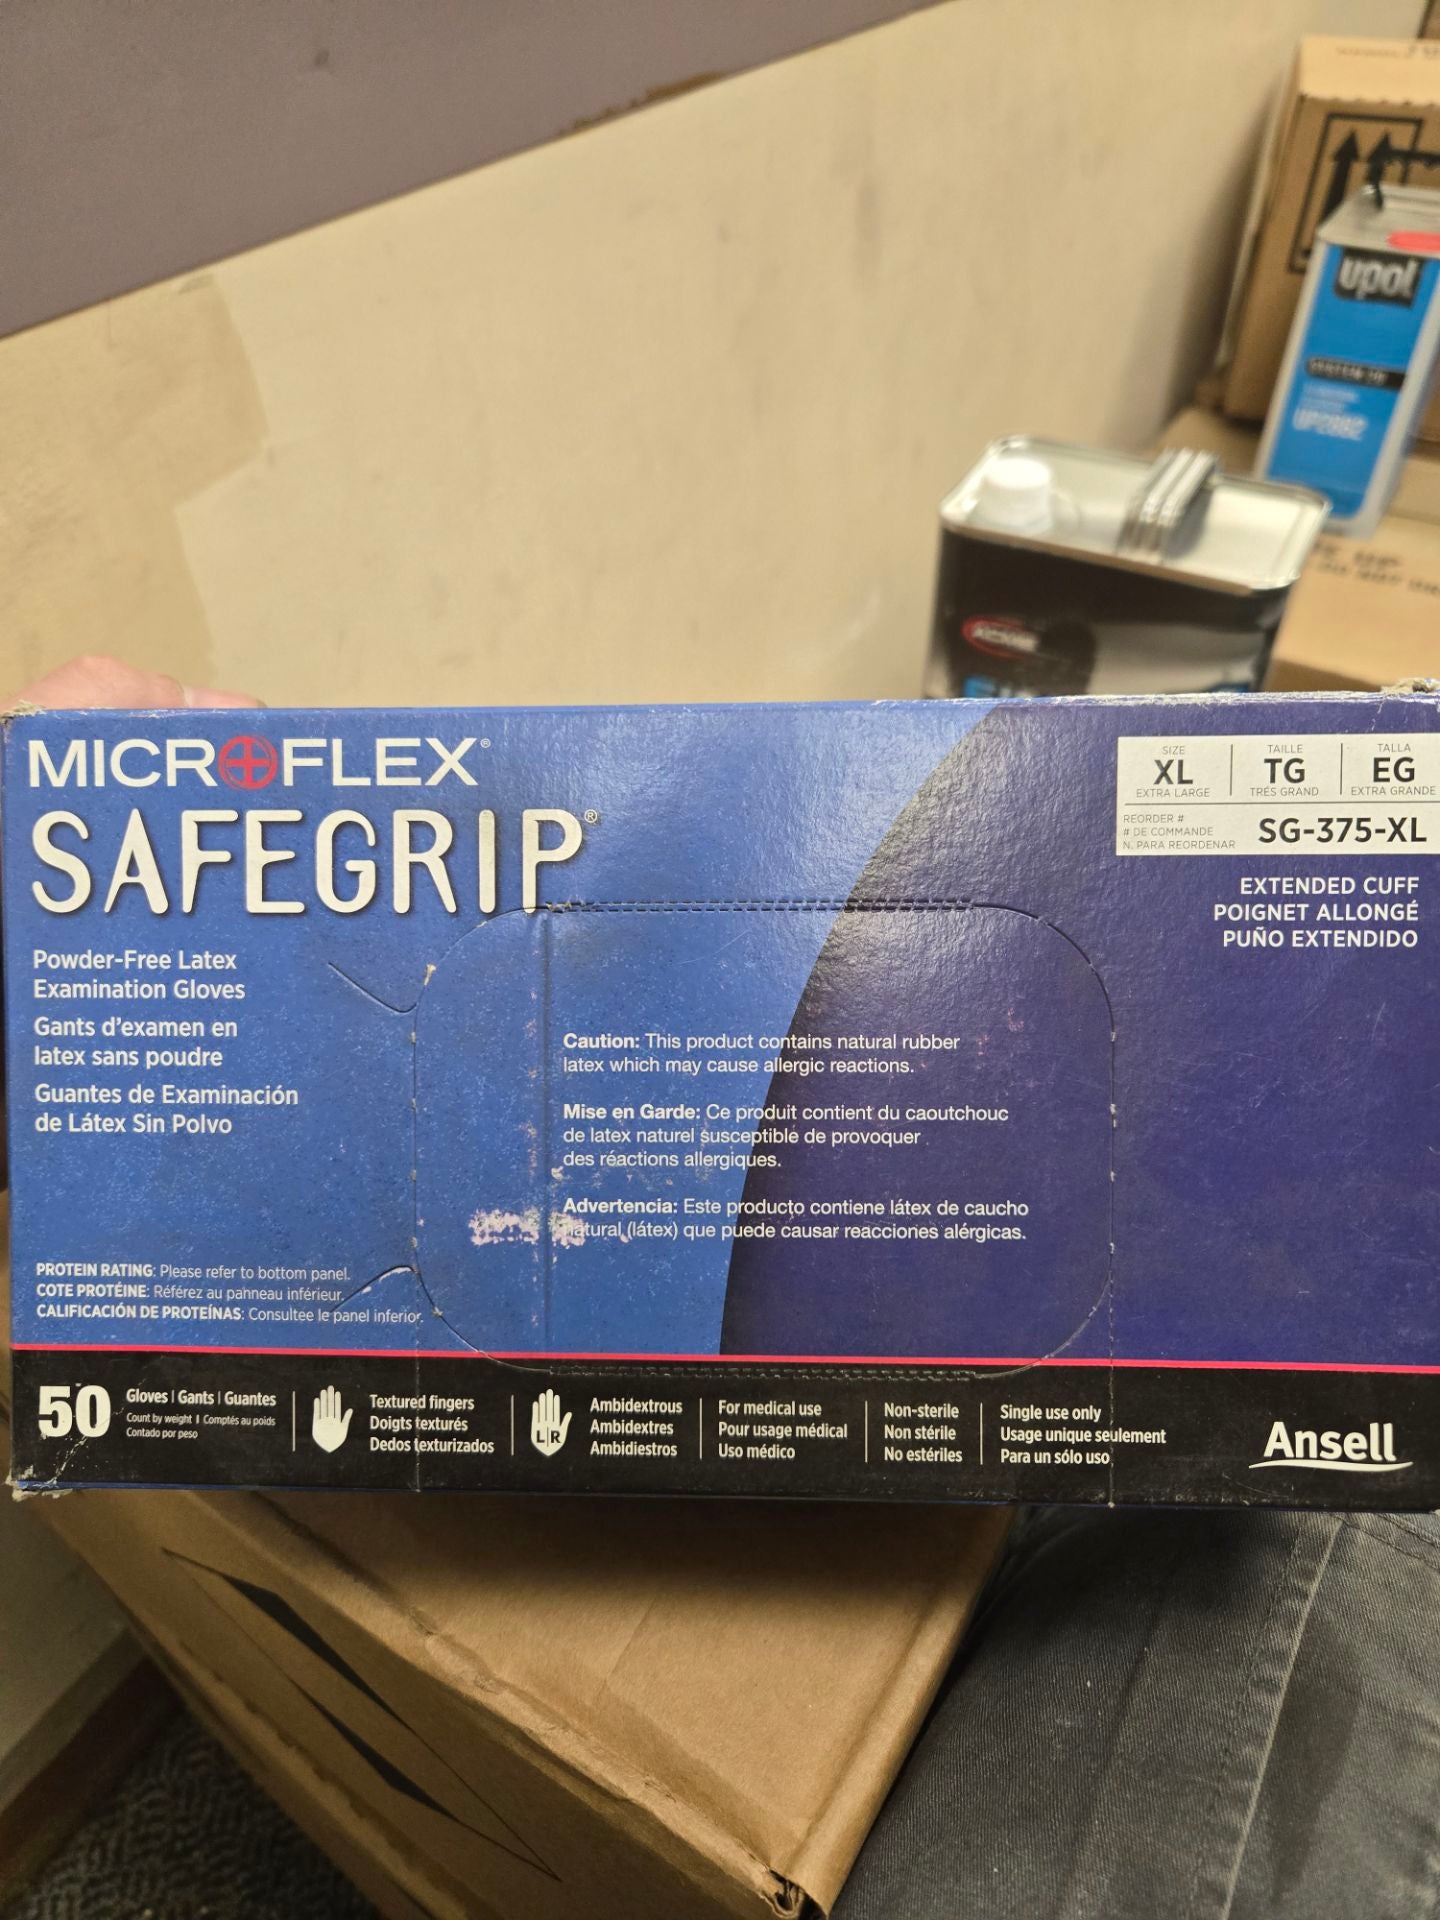 upol
UP2882
MICROFLEX®
SAFEGRIP®
Powder-Free Latex
Examination Gloves
Gants d'examen en
latex sans poudre
Guantes de Examinación
de Látex Sin Polvo
PROTEIN RATING: Please refer to bottom panel.
COTE PROTÉINE: Référez au panneau inférieur.
CALIFICACIÓN DE PROTEÍNAS: Consultee le panel inferior.
Caution: This product contains natural rubber
latex which may cause allergic reactions.
Mise en Garde: Ce produit contient du caoutchouc
de latex naturel susceptible de provoquer
des réactions allergiques.
Advertencia: Este producto contiene látex de caucho
natural (látex) que puede causar reacciones alérgicas.
SIZE
XL
EXTRA LARGE
TAILLE
TG
TRÉS GRAND
TALLA
EG
EXTRA GRANDE
REORDER #
# DE COMMANDE
N. PARA REORDENAR
SG-375-XL
EXTENDED CUFF
POIGNET ALLONGÉ
PUÑO EXTENDIDO
50
Gloves | Gants | Guantes
Count by weight | Comptés au poids
Contado por peso
Textured fingers
Doigts texturés
Dedos texturizados
L|R
Ambidextrous
Ambidextres
Ambidiestros
For medical use
Pour usage médical
Uso médico
Non-sterile
Non stérile
No estériles
Single use only
Usage unique seulement
Para un sólo uso
Ansell